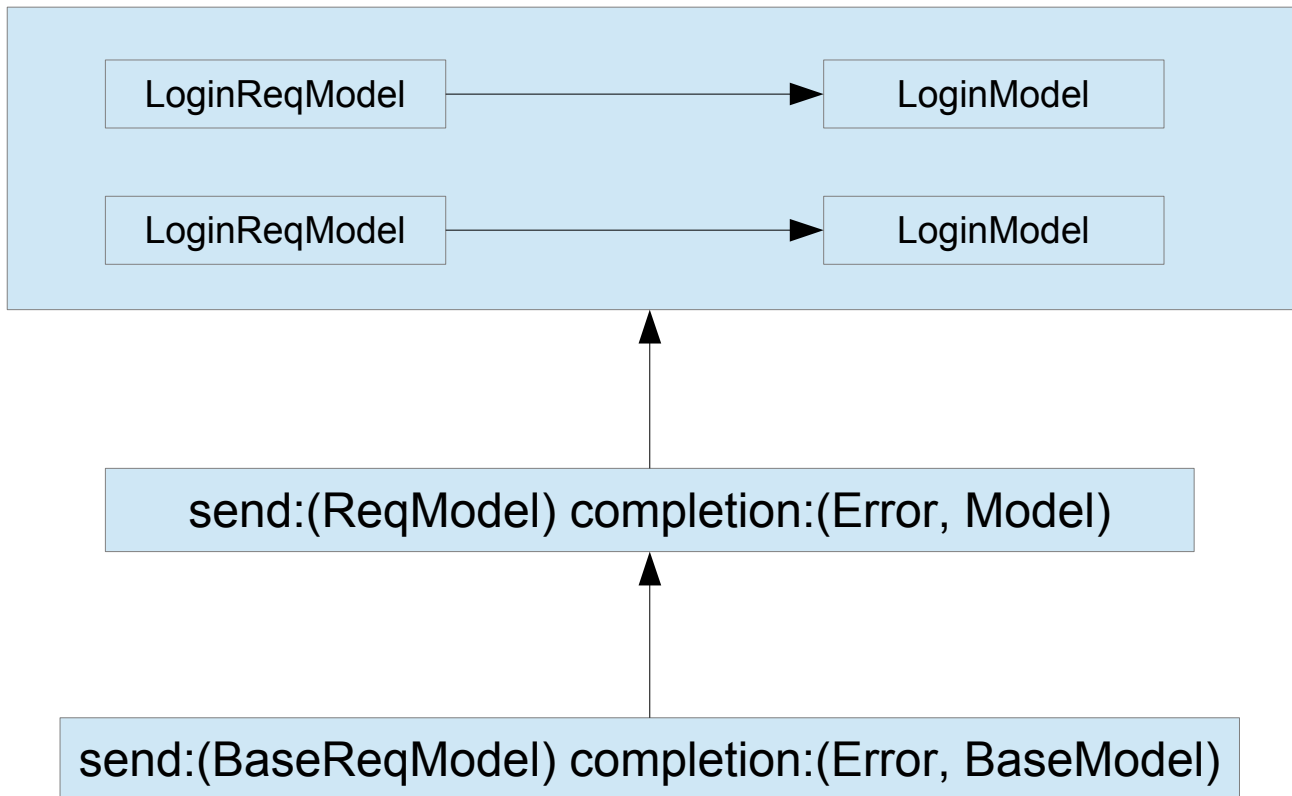 LoginReqModel
LoginModel
LoginReqModel
LoginModel
send:(ReqModel) completion:(Error, Model)
send:(BaseReqModel) completion:(Error, BaseModel)